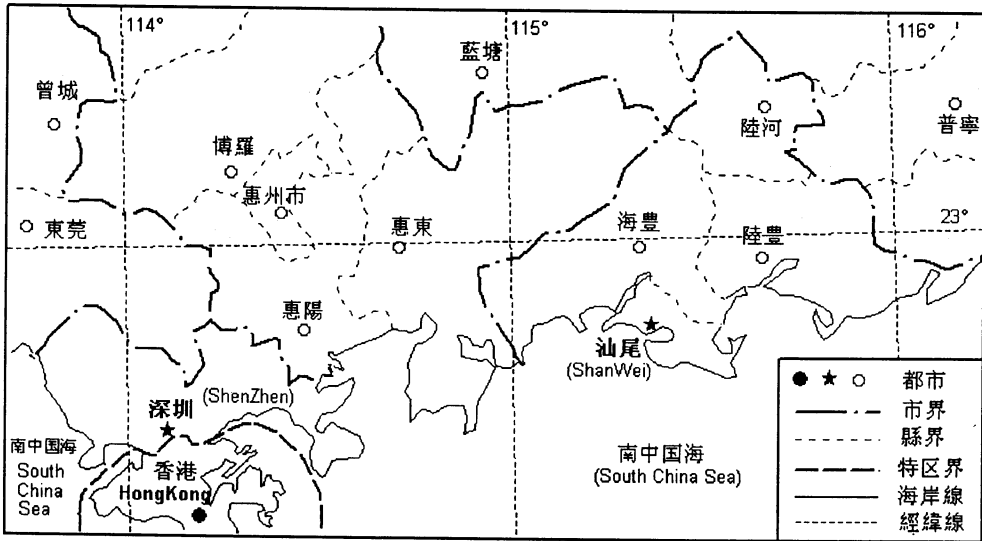 114°
115°
116°
藍塘
曾城
陸河
普寧
博羅
惠州市
東莞
惠東
海豊
陸豊
23°
惠陽
汕尾
(ShanWei)
(ShenZhen)
深圳
南中国海
South
China
Sea
香港
HongKong
南中国海
(South China Sea)
都市
市界
縣界
特区界
海岸線
經緯線